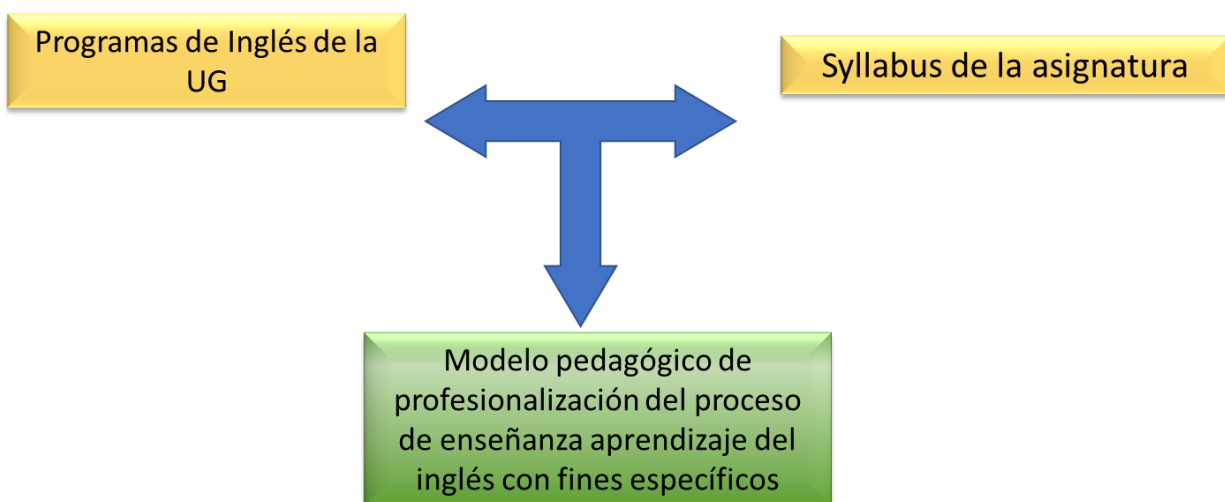 Programas de Inglés de la
UG
Syllabus de la asignatura
Modelo pedagógico de
profesionalización del proceso
de enseñanza aprendizaje del
inglés con fines específicos